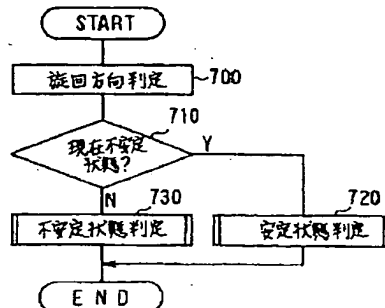 START
旋回方向判定
700
710
現在不安定
状態?
Y
N
730
不安定状態判定
720
安定状態判定
END